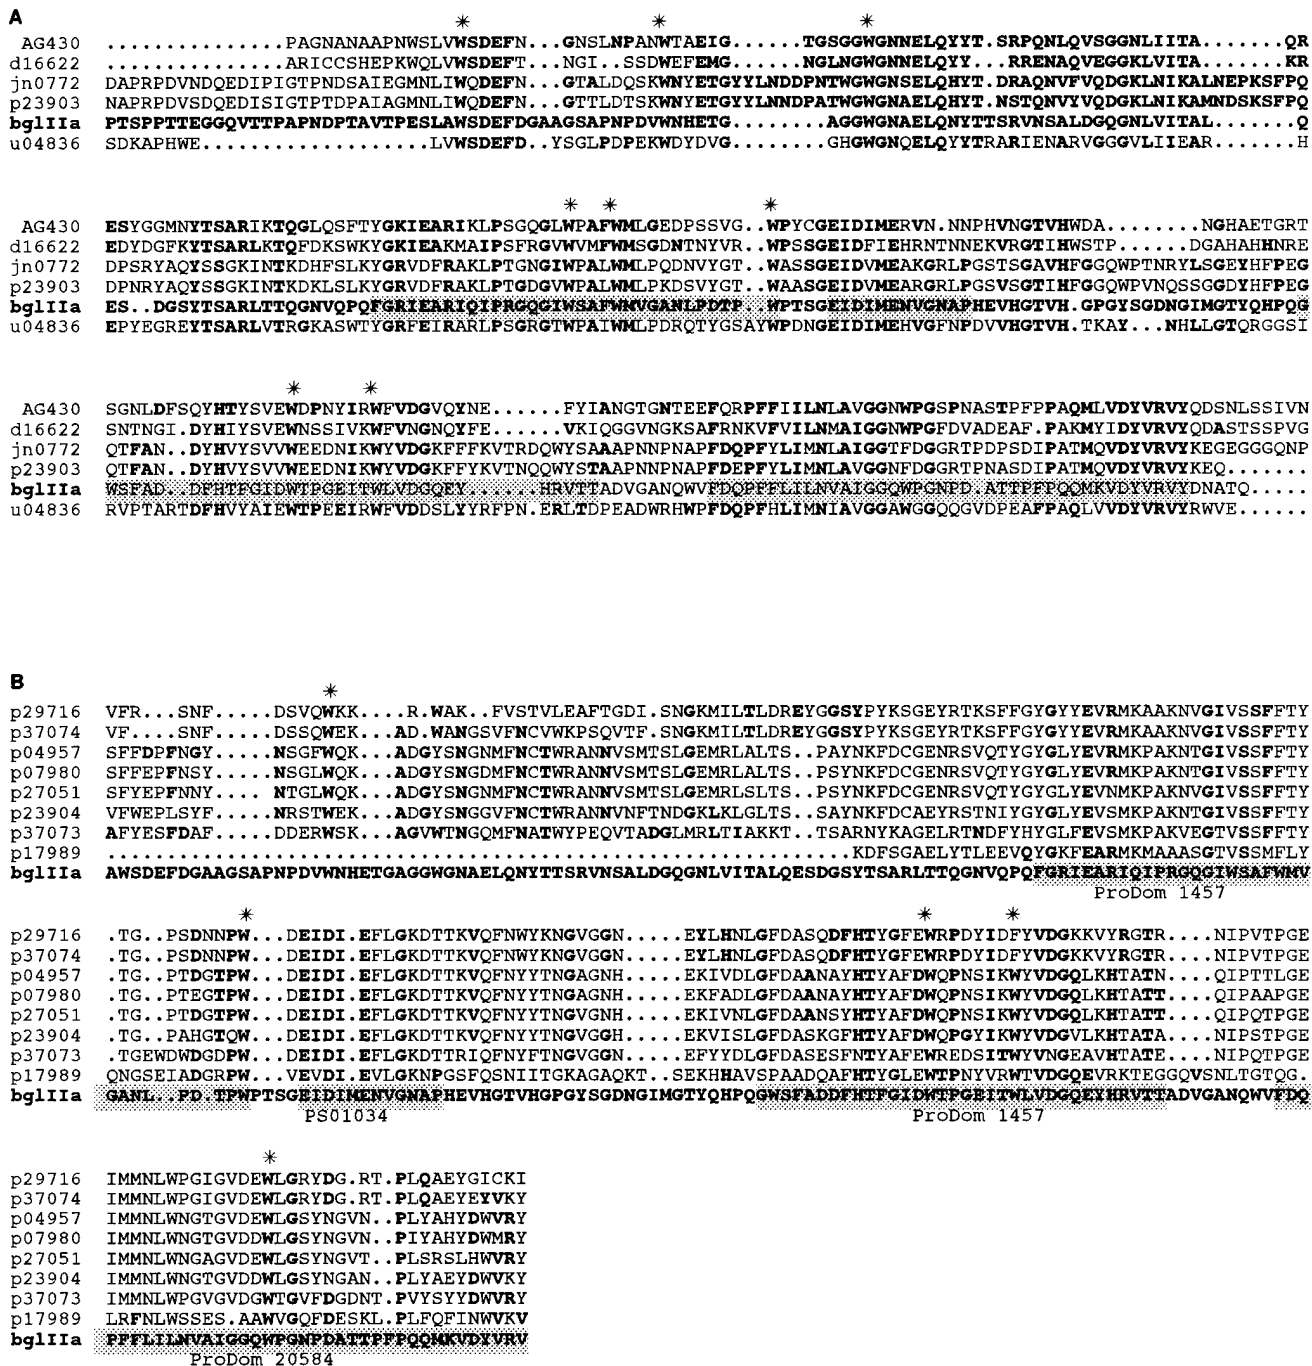 A
* * *
AG430 ...............PAGNANAAPNWSLVWSDEFN...GNSLNPANWTAEIG......TGSGGWGNNELQYYT.SRPQNLQVSGGNLIITA.......QR
d16622 ...............ARICCSHEPKWQLVWSDEFT...NGI..SSDWEFEMG........NGLNGWGNNELQYY..RRENAQVEGGKLVITA.......KR
jn0772 DAPRPDVNDQEDIPIGTPNDSAIEGMNLIWQDEFN...GTALDQSKWNYETGYYLNDDPNTWGWGNSELQHYT.DRAQNVFVQDGKLNIKALNEPKSFPQ
p23903 NAPRPDVSDQEDISIGTPTDPAIAGMNLIWQDEFN...GTTLDTSKWNYETGYYLNNDPATWGWGNAELQHYT.NSTQNVYVQDGKLNIKAMNDSKSFPQ
bglIIa PTSPPTTEGGQVTTPAPNDPTAVTPESLAWSDEFDGAAGSAPNPDVWNHETG........AGGWGNAELQNYTTSRVNSALDGQGNLVITAL.......Q
u04836 SDKAPHWE...................LVWSDEFD..YSGLPDPEKWDYDVG........GHGWGNQELQYYTRARIENARVGGGVLIIEAR.......H
* * *
AG430 ESYGGMNYTSARIKTQGLQSFTYGKIEARIKLPSGQGLWPAFWMLGEDPSSVG..WPYCGEIDIMERVN.NNPHVNGTVHWDA........NGHAETGRT
d16622 EDYDGFKYTSARLKTQFDKSWKYGKIEAKMAIPSFRGVWVMFWMSGDNTNYVR..WPSSGEIDFIEHRNTNNEKVRGTIHWSTP...DGAHAHHNRE
jn0772 DPSRYAQYSSGKINTKDHFSLKYGRVDFRAKLPTGNGIWPALWMLPQDNVYGT..WASSGEIDVMEAKGRLPGSTSGAVHFGGQWPTNRYLSGEYHFPEG
p23903 DPNRYAQYSSGKINTKDKLSLKYGRVDFRAKLPTGDGVWPALWMLPKDSVYGT..WAASGEIDVMEARGRLPGSVSGTIHFGGQWPVNQSSGGDYHFPEG
bglIIa ES..DGSYTSARLTTQGNVQPQFGRIEARIQIPRGQGIWSAFWMVGANLPDTP...WPTSGEIDIMENVGNAPHEVHGTVH.GPGYSGDNGIMGTYQHPQG
u04836 EPYEGREYTSARLVTRGKASWTYGRFEIRARLPSGRGTWPAIWMLPDRQTYGSAYWPDNGEIDIMEHVGFNPDVVHGTVH.TKAY...NHLLGTQRGGSI
* *
AG430 SGNLDFSQYHTYSVEWDPNYIRWFVDGVQYNE......FYIANGTGNTEEFQRPFFIILNLAVGGNWPGSPNASTPFPPAQMLVDYVRVYQDSNLSSIVN
d16622 SNTNGI.DYHIYSVEWNSSIVKWFVNGNQYFE......VKIQGGVNGKSAFRNKVFVILNMAIGGNWPGFDVADEAF.PAKMYIDYVRVYQDASTSSPVG
jn0772 QTFAN..DYHVYSVVWEEDNIKWYVDGKFFFKVTRDQWYSAAAPNNPNAPFDQPFYLIMNLAIGGTFDGGRTPDPSDIPATMQVDYVRVYKEGEGGGQNP
p23903 QTFAN..DYHVYSVVWEEDNIKWYVDGKFFYKVTNQQWYSTAAPNNPNAPFDEPFYLIMNLAVGGNFDGGRTPNASDIPATMQVDYVRVYKEQ.......
bglIIa WSFAD..DFHTFGIDWTPGEITWLVDGQEY......HRVTTADVGANQWVFDQPFFLILNVAIGGQWPGNPD.ATTPFPQQMKVDYVRVYDNATQ.....
u04836 RVPTARTDFHVYAIEWTPEEIRWFVDDSLYYRFPN.ERLTDPEADWRHWPFDQPFHLIMNIAVGGAWGGQQGVDPEAFPAQLVVDYVRVYRWVE......
B
*
p29716 VFR...SNF.....DSVQWKK....R.WAK..FVSTVLEAFTGDI.SNGKMILTLDREYGGSYPYKSGEYRTKSFFGYGYYEVRMKAAKNVGIVSSFFTY
p37074 VF....SNF.....DSSQWEK...AD.WANGSVFNCVWKPSQVTF.SNGKMILTLDREYGGSYPYKSGEYRTKSFFGYGYYEVRMKAAKNVGIVSSFFTY
p04957 SFFDPFNGY.....NSGFWQK...ADGYSNGNMFNCTWRANNVSMTSLGEMRLALTS..PAYNKFDCGENRSVQTYGYGLYEVRMKPAKNTGIVSSFFTY
p07980 SFFEPFNSY.....NSGLWQK...ADGYSNGDMFNCTWRANNVSMTSLGEMRLALTS..PSYNKFDCGENRSVQTYGYGLYEVRMKPAKNTGIVSSFFTY
p27051 SFYEPFNNY.....NTGLWQK...ADGYSNGNMFNCTWRANNVSMTSLGEMRLSLTS..PSYNKFDCGENRSVQTYGYGLYEVNMKPAKNVGIVSSFFTY
p23904 VFWEPLSYF.....NRSTWEK...ADGYSNGGVFNCTWRANNVNFTNDGKLKLGLTS..SAYNKFDCAEYRSTNIYGYGLYEVSMKPAKNTGIVSSFFTY
p37073 AFYESFDAF.....DDERWSK...AGVWTNGQMFNATWYPEQVTADGLMRLTIAKKT..TSARNYKAGELRTNDFYHYGLFEVSMKPAKVEGTVSSFFTY
p17989 ...............................................................KDFSGAELYTLEEVQYGKFEARMKMAAASGTVSSMFLY
bglIIa AWSDEFDGAAGSAPNPDVWNHETGAGGWGNAELQNYTTSRVNSALDGQGNLVITALQESDGSYTSARLTTQGNVQPQFGRIEARIQIPRGQGIWSAFWMV
ProDom 1457
* * *
p29716 .TG..PSDNNPW...DEIDI.EFLGKDTTKVQFNWYKNGVGGN.....EYLHNLGFDASQDFHTYGFEWRPDYIDFYVDGKKVYRGTR....NIPVTPGE
p37074 .TG..PSDNNPW...DEIDI.EFLGKDTTKVQFNWYKNGVGGN.....EYLHNLGFDASQDFHTYGFEWRPDYIDFYVDGKKVYRGTR....NIPVTPGE
p04957 .TG..PTDGTPW...DEIDI.EFLGKDTTKVQFNYYTNGAGNH.....EKIVDLGFDAANAYHTYAFDWQPNSIKWYVDGQLKHTATN....QIPTTLGE
p07980 .TG..PTEGTPW...DEIDI.EFLGKDTTKVQFNYYTNGAGNH.....EKFADLGFDAANAYHTYAFDWQPNSIKWYVDGQLKHTATT....QIPAAPGE
p27051 .TG..PTDGTPW...DEIDI.EFLGKDTTKVQFNYYTNGVGNH.....EKIVNLGFDAANSYHTYAFDWQPNSIKWYVDGQLKHTATT....QIPQTPGE
p23904 .TG..PAHGTQW...DEIDI.EFLGKDTTKVQFNYYTNGVGGH.....EKVISLGFDASKGFHTYAFDWQPGYIKWYVDGVLKHTATA....NIPSTPGE
p37073 .TGEWDWDGDPW...DEIDI.EFLGKDTTRIQFNYFTNGVGGN.....EFYYDLGFDASESFNTYAFEWREDSITWYVNGEAVHTATE....NIPQTPGE
p17989 QNGSEIADGRPW...VEVDI.EVLGKNPGSFQSNIITGKAGAQKT...SEKHHAVSPAADQAFHTYGLEWTPNYVRWTVDGQEVRKTEGGQVSNLTGTQG.
bglIIa GANL..PD.TPWPTSGEIDIMENVGNAPHEVHGTVHGPGYSGDNGIMGTYQHPQGWSFADDFHTFGIDWTPGEITWLVDGQEYHRVTTADVGANQWVFDQ
PS01034 ProDom 1457
*
p29716 IMMNLWPGIGVDEWLGRYDG.RT.PLQAEYGICKI
p37074 IMMNLWPGIGVDEWLGRYDG.RT.PLQAEYEYVKY
p04957 IMMNLWNGTGVDEWLGSYNGVN..PLYAHYDWVRY
p07980 IMMNLWNGTGVDDWLGSYNGVN..PIYAHYDWMRY
p27051 IMMNLWNGAGVDEWLGSYNGVT..PLSRSLHWVRY
p23904 IMMNLWNGTGVDDWLGSYNGAN..PLYAEYDWVKY
p37073 IMMNLWPGVGVDGWTGVFDGDNT.PVYSYYDWVRY
p17989 LRFNLWSSES.AAWVGQFDESKL.PLFQFINWVKV
bglIIa PFFLILNVAIGGQWPGNPDATTPFPQQMKVDYVRV
ProDom 20584